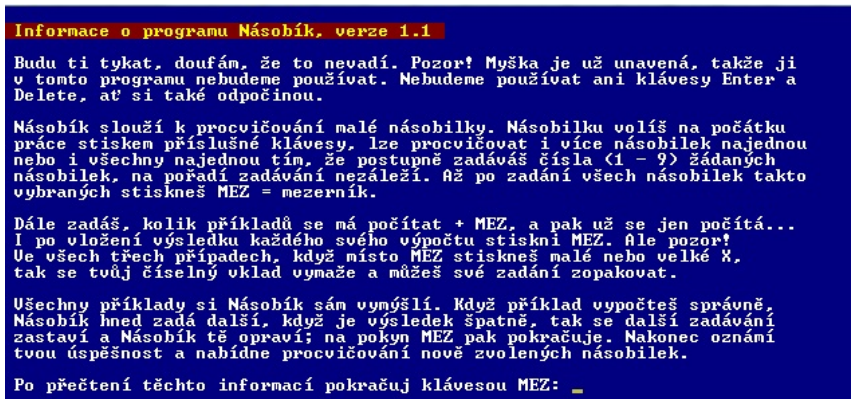 Informace o programu Násobík, verze 1.1
Budu ti tykat, doufám, že to nevadí. Pozor! Myška je už unavená, takže ji
v tomto programu nebudeme používat. Nebudeme používat ani klávesy Enter a
Delete, ať si také odpočinou.
Násobík slouží k procvičování malé násobilky. Násobilku volíš na počátku
práce stiskem příslušné klávesy, lze procvičovat i více násobilek najednou
nebo i všechny najednou tím, že postupně zadáváš čísla (1 - 9) žádaných
násobilek, na pořadí zadávání nezáleží. Až po zadání všech násobilek takto
vybraných stiskneš MEZ = mezerník.
Dále zadáš, kolik příkladů se má počítat + MEZ, a pak už se jen počítá...
I po vložení výsledku každého svého výpočtu stiskni MEZ. Ale pozor!
Ve všech třech případech, když místo MEZ stiskneš malé nebo velké X,
tak se tvůj číselný vklad vymaže a můžeš své zadání zopakovat.
Všechny příklady si Násobík sám vymýšlí. Když příklad vypočteš správně,
Násobík hned zadá další, když je výsledek špatně, tak se další zadávání
zastaví a Násobík tě opraví; na pokyn MEZ pak pokračuje. Nakonec oznámí
tvou úspěšnost a nabídne procvičování nově zvolených násobilek.
Po přečtení těchto informací pokračuj klávesou MEZ: _